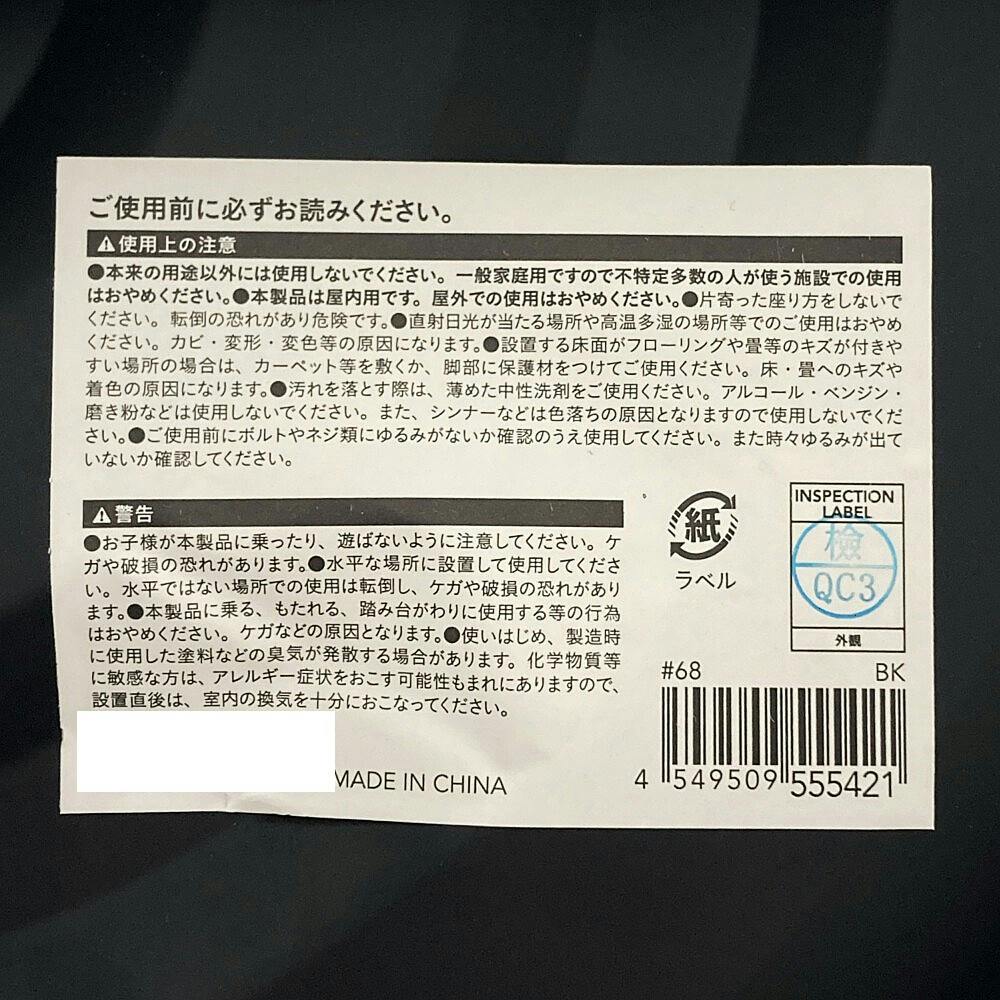 ご使用前に必ずお読みください。
⚠使用上の注意
●本来の用途以外には使用しないでください。一般家庭用ですので不特定多数の人が使う施設での使用
はおやめください。●本製品は屋内用です。屋外での使用はおやめください。●片寄った座り方をしないで
ください。転倒の恐れがあり危険です。●直射日光が当たる場所や高温多湿の場所等でのご使用はおやめ
ください。カビ・変形・変色等の原因になります。●設置する床面がフローリングや畳等のキズが付きや
すい場所の場合は、カーペット等を敷くか、脚部に保護材をつけてご使用ください。床・畳へのキズや
着色の原因になります。●汚れを落とす際は、薄めた中性洗剤をご使用ください。アルコール・ベンジン・
磨き粉などは使用しないでください。また、シンナーなどは色落ちの原因となりますので使用しないでくだ
さい。●ご使用前にボルトやネジ類にゆるみがないか確認のうえ使用してください。また時々ゆるみが出て
いないか確認してください。
⚠警告
●お子様が本製品に乗ったり、遊ばないように注意してください。ケ
ガや破損の恐れがあります。●水平な場所に設置して使用してくださ
い。水平ではない場所での使用は転倒し、ケガや破損の恐れがあり
ます。●本製品に乗る、もたれる、踏み台がわりに使用する等の行為
はおやめください。ケガなどの原因となります。●使いはじめ、製造時
に使用した塗料などの臭気が発散する場合があります。化学物質等
に敏感な方は、アレルギー症状をおこす可能性もまれにありますので、
設置直後は、室内の換気を十分におこなってください。
MADE IN CHINA
紙
ラベル
INSPECTION
LABEL
檢
QC3
外観
#68 BK
4 549509 555421